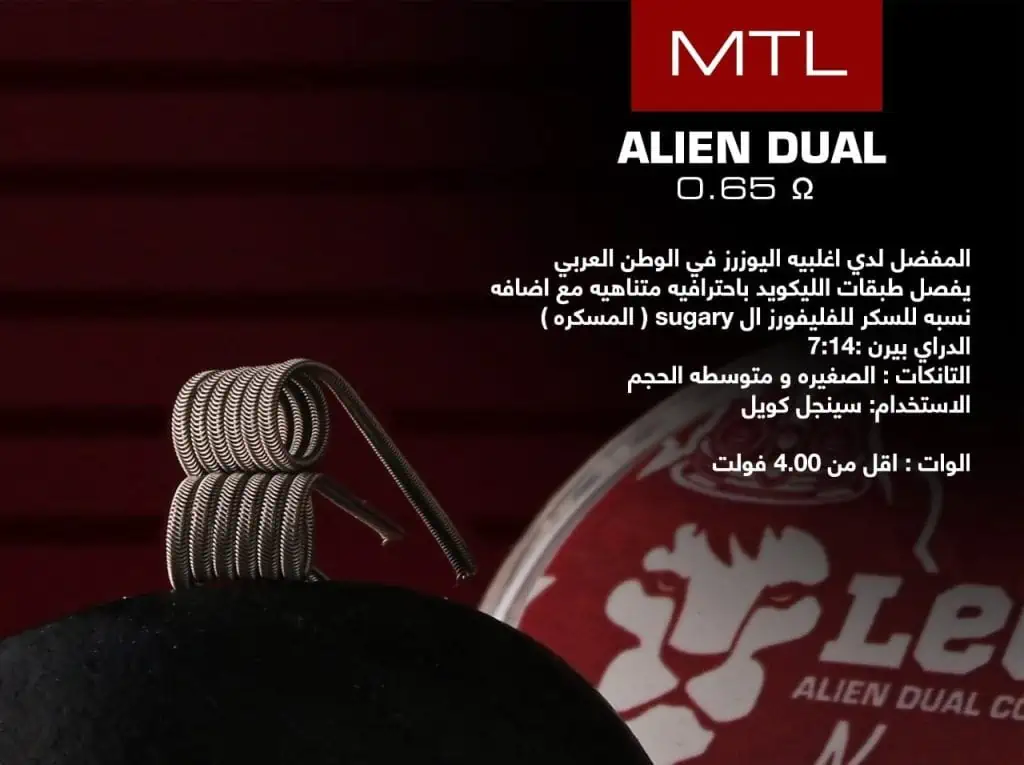 MTL
ALIEN DUAL
0.65 Ω
المفضل لدي اغلبيه اليوزرز في الوطن العربي
يفصل طبقات الليكويد باحترافيه متناهيه مع اضافه
نسبه للسكر للفليفورز ال sugary ( المسكره )
الدراي بيرن :7:14
التانكات : الصغيره و متوسطه الحجم
الاستخدام: سينجل كويل
الوات : اقل من 4.00 فولت
ALIEN DUAL